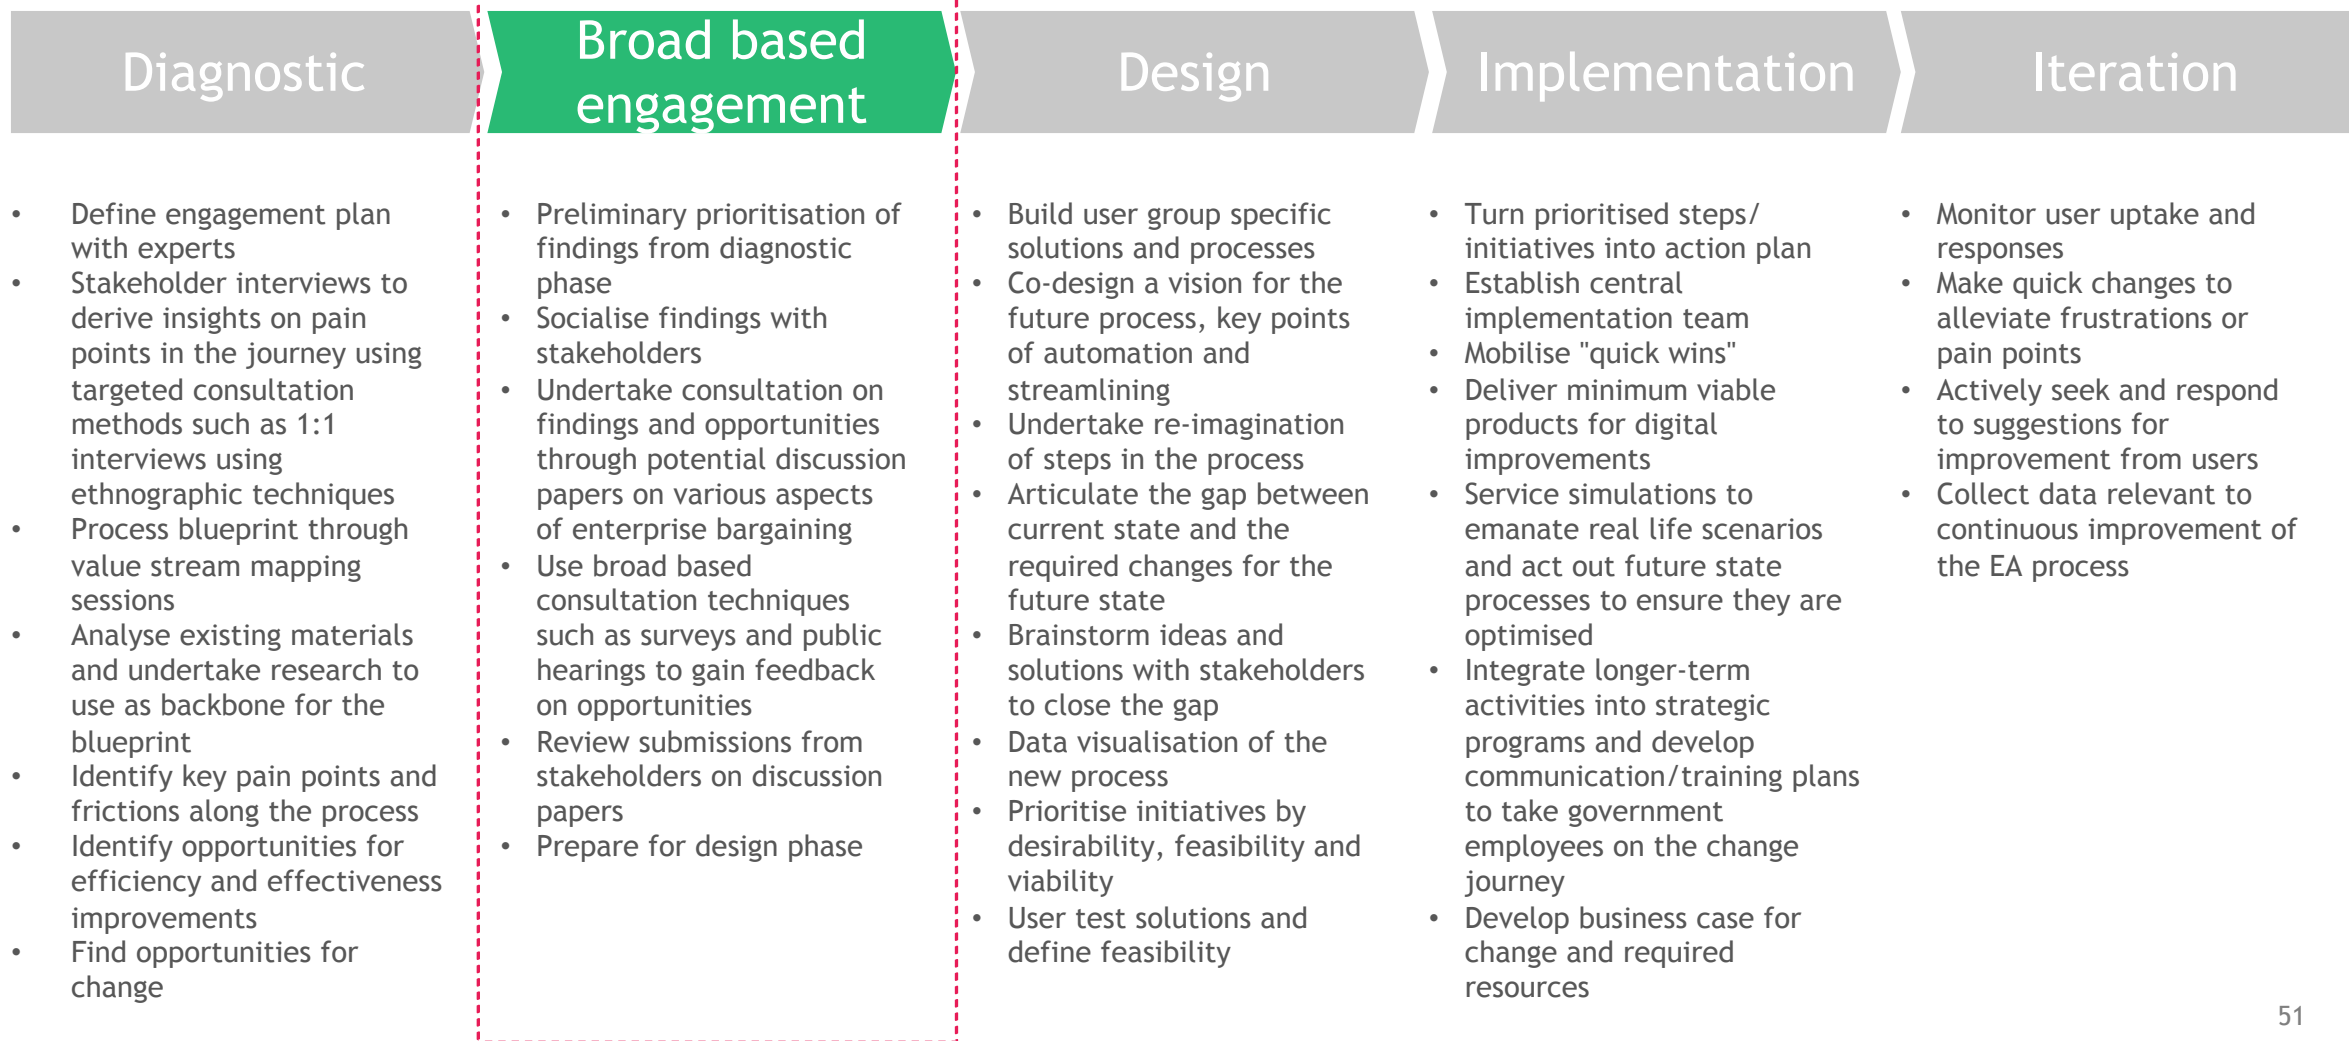 Diagnostic
Broad based
engagement
Design
Implementation
Iteration
• Define engagement plan
with experts
• Stakeholder interviews to
derive insights on pain
points in the journey using
targeted consultation
methods such as 1:1
interviews using
ethnographic techniques
• Process blueprint through
value stream mapping
sessions
• Analyse existing materials
and undertake research to
use as backbone for the
blueprint
• Identify key pain points and
frictions along the process
• Identify opportunities for
efficiency and effectiveness
improvements
• Find opportunities for
change
• Preliminary prioritisation of
findings from diagnostic
phase
• Socialise findings with
stakeholders
• Undertake consultation on
findings and opportunities
through potential discussion
papers on various aspects
of enterprise bargaining
• Use broad based
consultation techniques
such as surveys and public
hearings to gain feedback
on opportunities
• Review submissions from
stakeholders on discussion
papers
• Prepare for design phase
• Build user group specific
solutions and processes
• Co-design a vision for the
future process, key points
of automation and
streamlining
• Undertake re-imagination
of steps in the process
• Articulate the gap between
current state and the
required changes for the
future state
• Brainstorm ideas and
solutions with stakeholders
to close the gap
• Data visualisation of the
new process
• Prioritise initiatives by
desirability, feasibility and
viability
• User test solutions and
define feasibility
• Turn prioritised steps/
initiatives into action plan
• Establish central
implementation team
• Mobilise "quick wins"
• Deliver minimum viable
products for digital
improvements
• Service simulations to
emanate real life scenarios
and act out future state
processes to ensure they are
optimised
• Integrate longer-term
activities into strategic
programs and develop
communication/training plans
to take government
employees on the change
journey
• Develop business case for
change and required
resources
• Monitor user uptake and
responses
• Make quick changes to
alleviate frustrations or
pain points
• Actively seek and respond
to suggestions for
improvement from users
• Collect data relevant to
continuous improvement of
the EA process
51